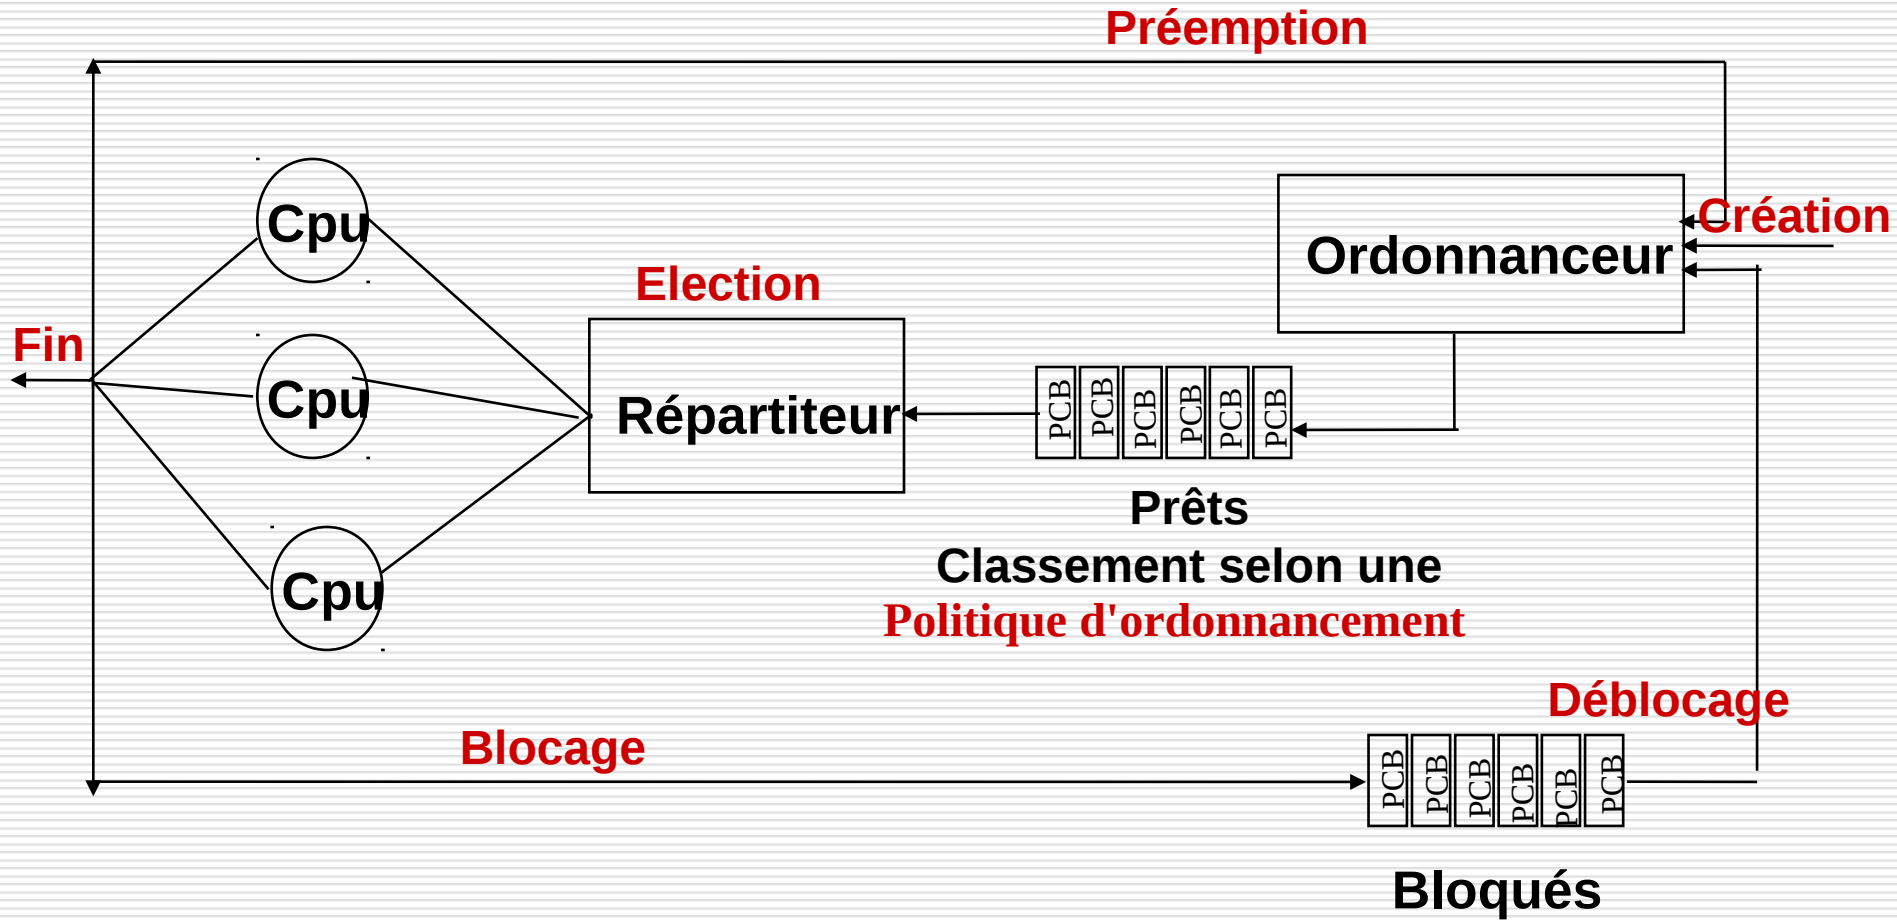 Préemption
Cpu
Création
Ordonnanceur
Election
Fin
Cpu
Répartiteur
PCB PCB PCB PCB PCB PCB
Prêts
Classement selon une
Politique d'ordonnancement
Cpu
Déblocage
Blocage
PCB PCB PCB PCB PCB PCB
Bloqués